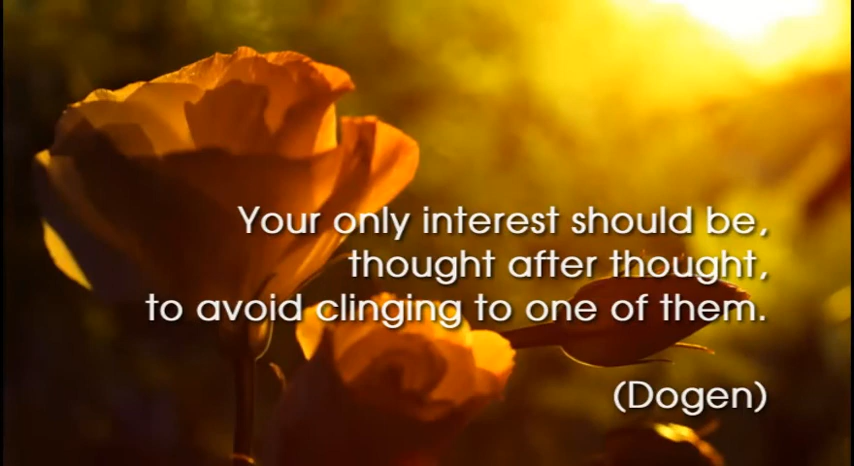 Your only interest should be,
thought after thought,
to avoid clinging to one of them.
(Dogen)